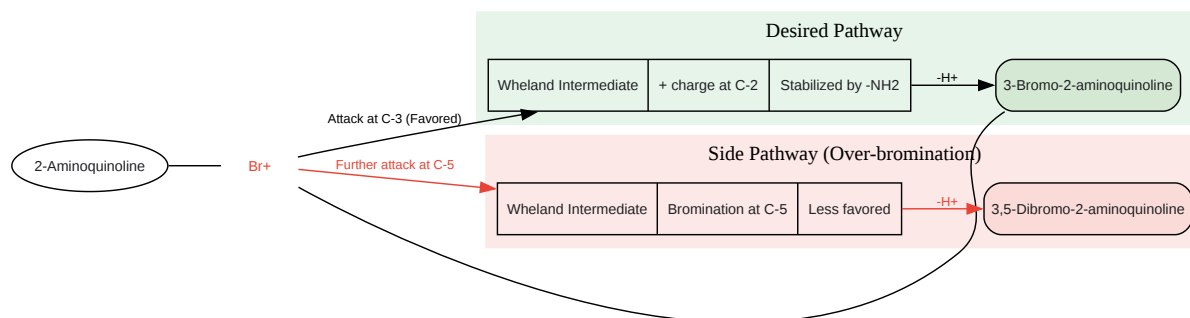 Desired Pathway
Wheland Intermediate
+ charge at C-2
Stabilized by -NH2
-H+
3-Bromo-2-aminoquinoline
Attack at C-3 (Favored)
2-Aminoquinoline
Br+
Further attack at C-5
Side Pathway (Over-bromination)
Wheland Intermediate
Bromination at C-5
Less favored
-H+
3,5-Dibromo-2-aminoquinoline